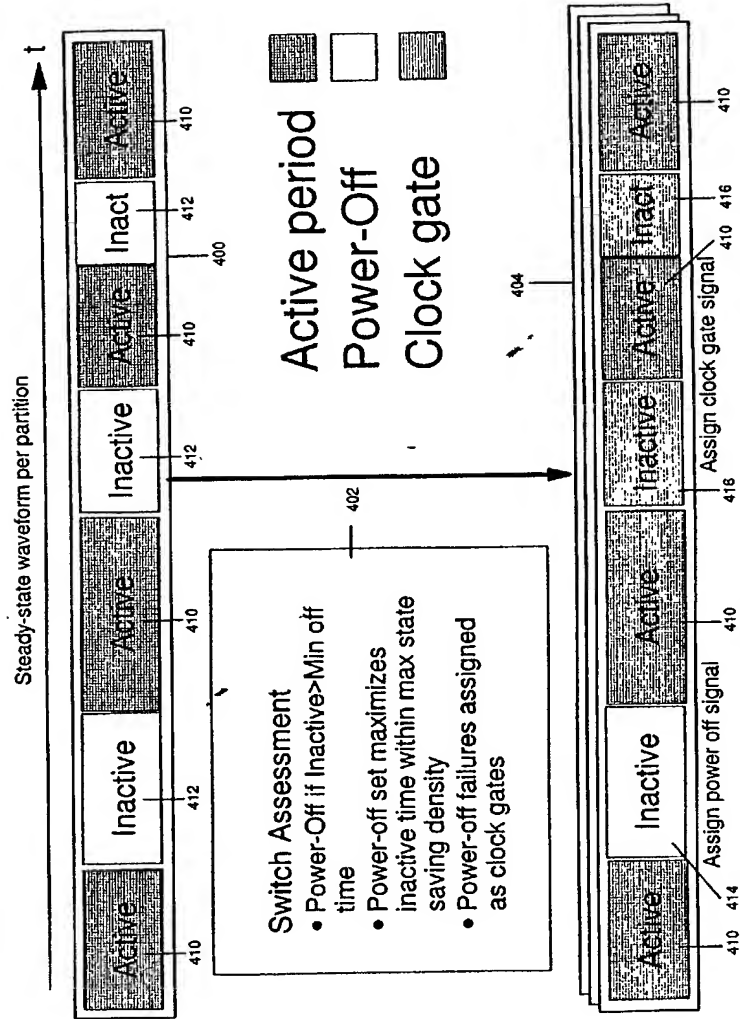 Steady-state waveform per partition
t
Active Inactive Active Inactive Active Inact Active
410 412 410 412 410 400 412 410
Switch Assessment
• Power-Off if Inactive>Min off
time
• Power-off set maximizes
inactive time within max state
saving density
• Power-off failures assigned
as clock gates
402
Active period
Power-Off
Clock gate
404
Active Inactive Active Inactive Active Inact Active
Assign power off signal
Assign clock gate signal
410 414 410 416 410 416 410